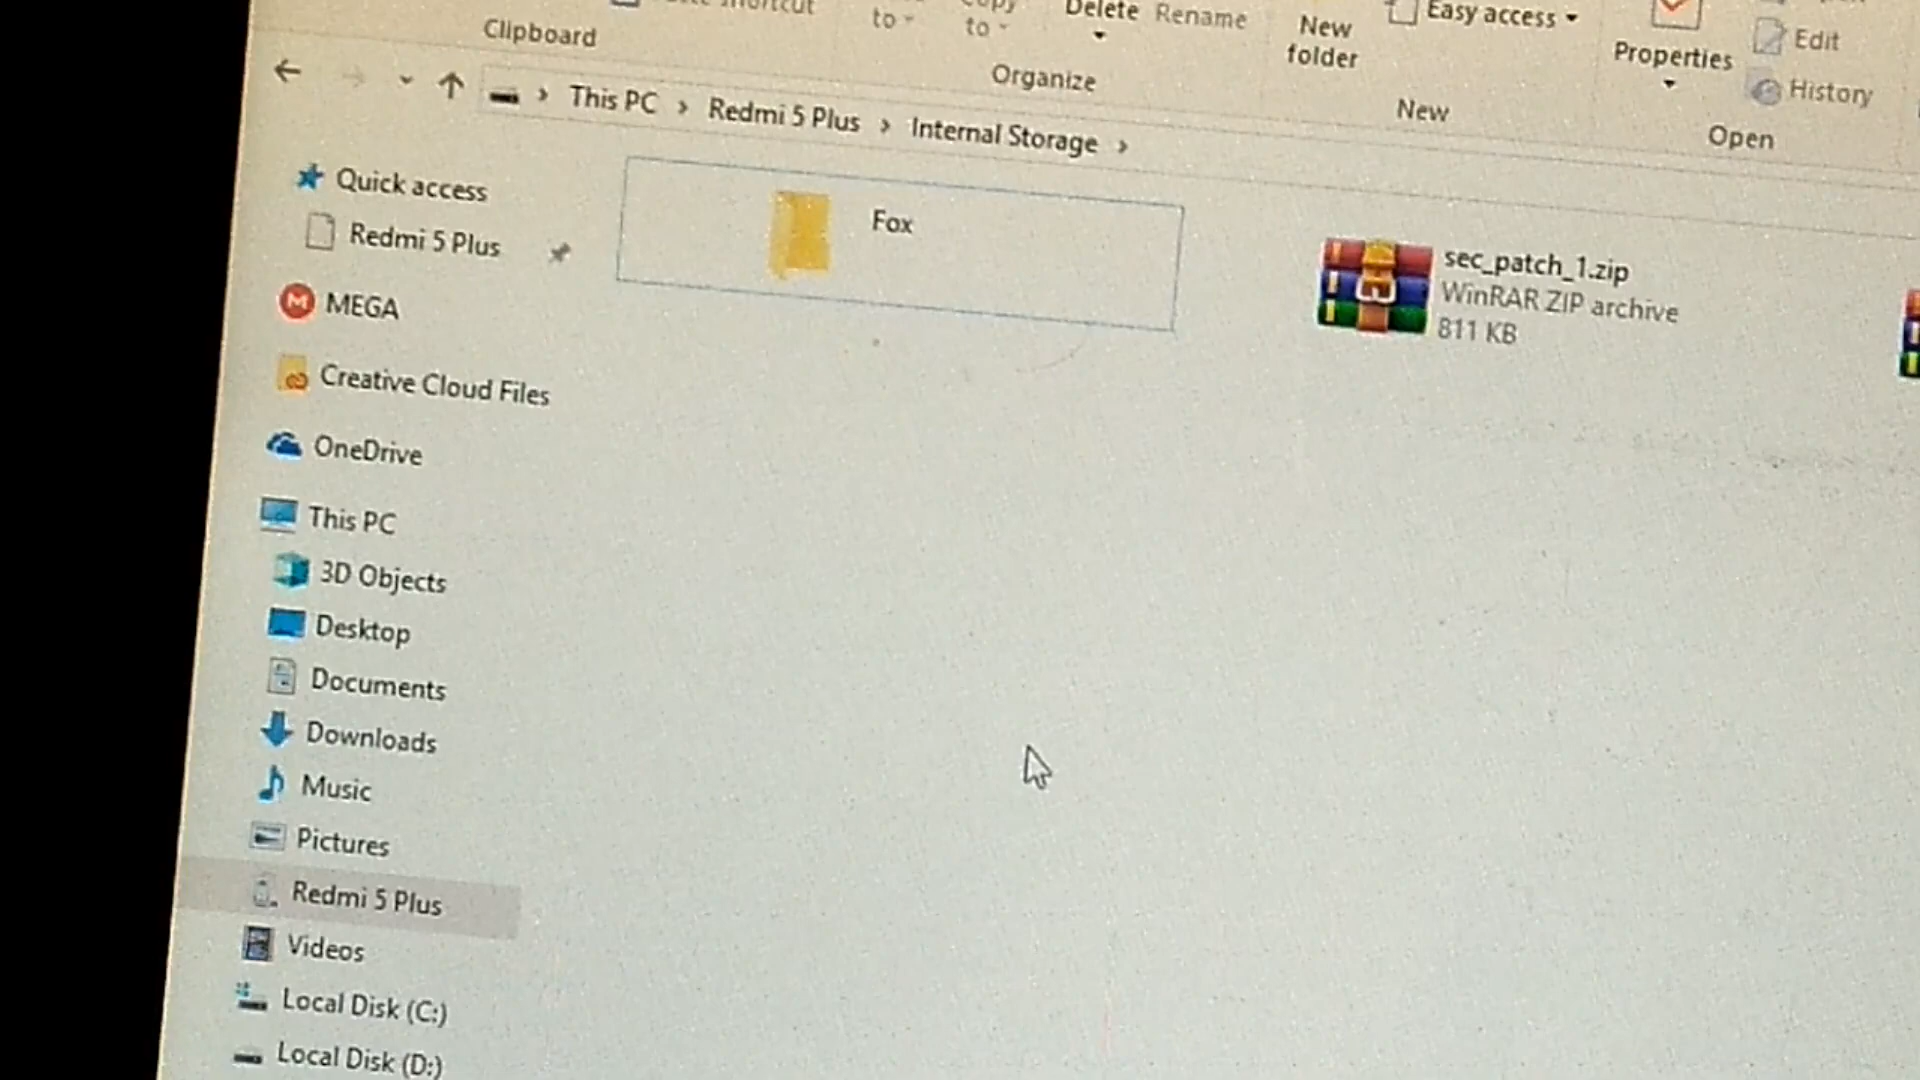 shortcut
Clipboard
to
Copy
to
Delete
Rename
Organize
New
folder
Easy access
New
Properties
Edit
History
Open
This PC > Redmi 5 Plus > Internal Storage >
Quick access
Redmi 5 Plus
MEGA
Creative Cloud Files
OneDrive
This PC
3D Objects
Desktop
Documents
Downloads
Music
Pictures
Redmi 5 Plus
Videos
Local Disk (C:)
Local Disk (D:)
Fox
sec_patch_1.zip
WinRAR ZIP archive
811 KB